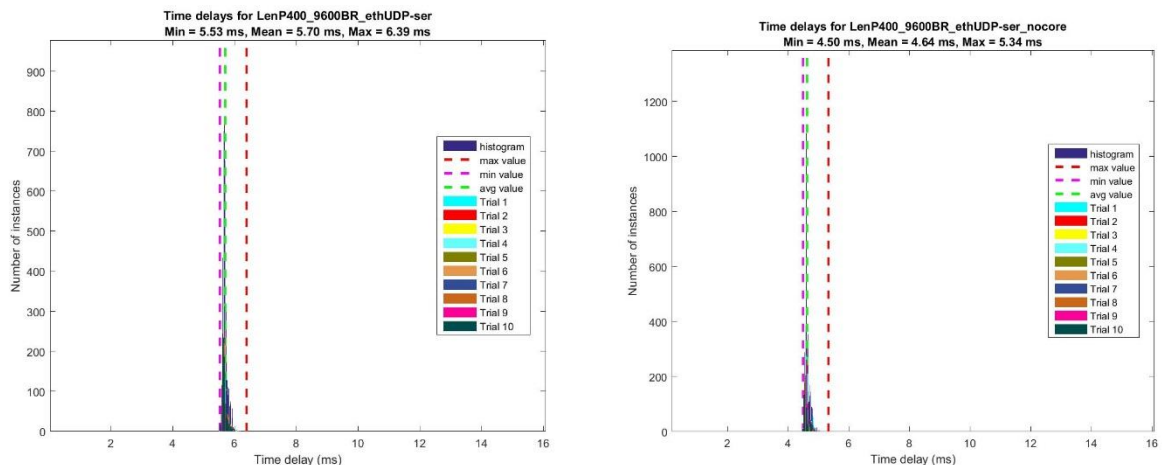 Time delays for LenP400_9600BR_ethUDP-ser
Min = 5.53 ms, Mean = 5.70 ms, Max = 6.39 ms
900
800
700
600
500
400
300
200
100
0
Number of instances
2
4
6
8
10
12
14
16
Time delay (ms)
histogram
max value
min value
avg value
Trial 1
Trial 2
Trial 3
Trial 4
Trial 5
Trial 6
Trial 7
Trial 8
Trial 9
Trial 10
Time delays for LenP400_9600BR_ethUDP-ser_nocore
Min = 4.50 ms, Mean = 4.64 ms, Max = 5.34 ms
1200
1000
800
600
400
200
0
Number of instances
2
4
6
8
10
12
14
16
Time delay (ms)
histogram
max value
min value
avg value
Trial 1
Trial 2
Trial 3
Trial 4
Trial 5
Trial 6
Trial 7
Trial 8
Trial 9
Trial 10